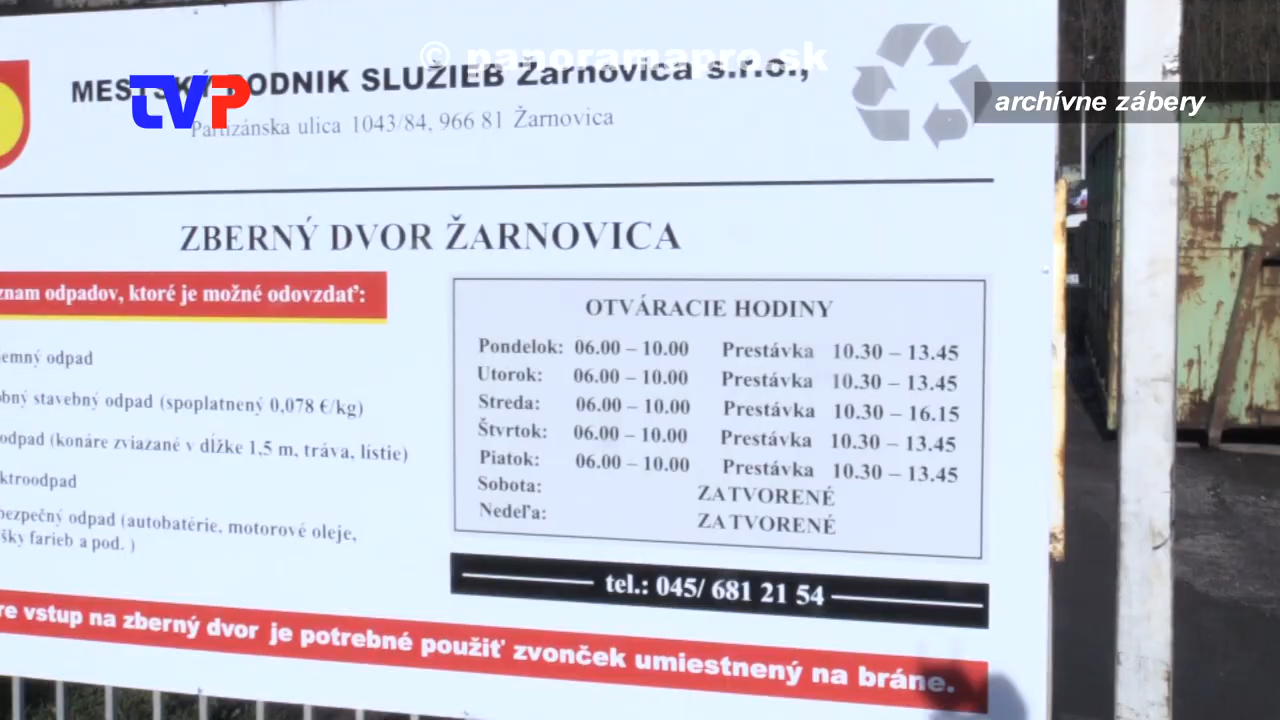 © panoramapro.sk
archívne zábery
TVP
MESTSKÝ PODNIK SLUŽIEB Žarnovica s.r.o.,
Partizánska ulica 1043/84, 966 81 Žarnovica
ZBERNÝ DVOR ŽARNOVICA
znam odpadov, ktoré je možné odovzdať:
emný odpad
bný stavebný odpad (spoplatnený 0,078 €/kg)
odpad (konáre zviazané v dĺžke 1,5 m, tráva, lístie)
ktroodpad
bezpečný odpad (autobatérie, motorové oleje,
šky farieb a pod. )
OTVÁRACIE HODINY
Pondelok: 06.00 – 10.00 Prestávka 10.30 – 13.45
Utorok: 06.00 – 10.00 Prestávka 10.30 – 13.45
Streda: 06.00 – 10.00 Prestávka 10.30 – 16.15
Štvrtok: 06.00 – 10.00 Prestávka 10.30 – 13.45
Piatok: 06.00 – 10.00 Prestávka 10.30 – 13.45
Sobota: ZATVORENÉ
Nedeľa: ZATVORENÉ
tel.: 045/ 681 21 54
re vstup na zberný dvor je potrebné použiť zvonček umiestnený na bráne.